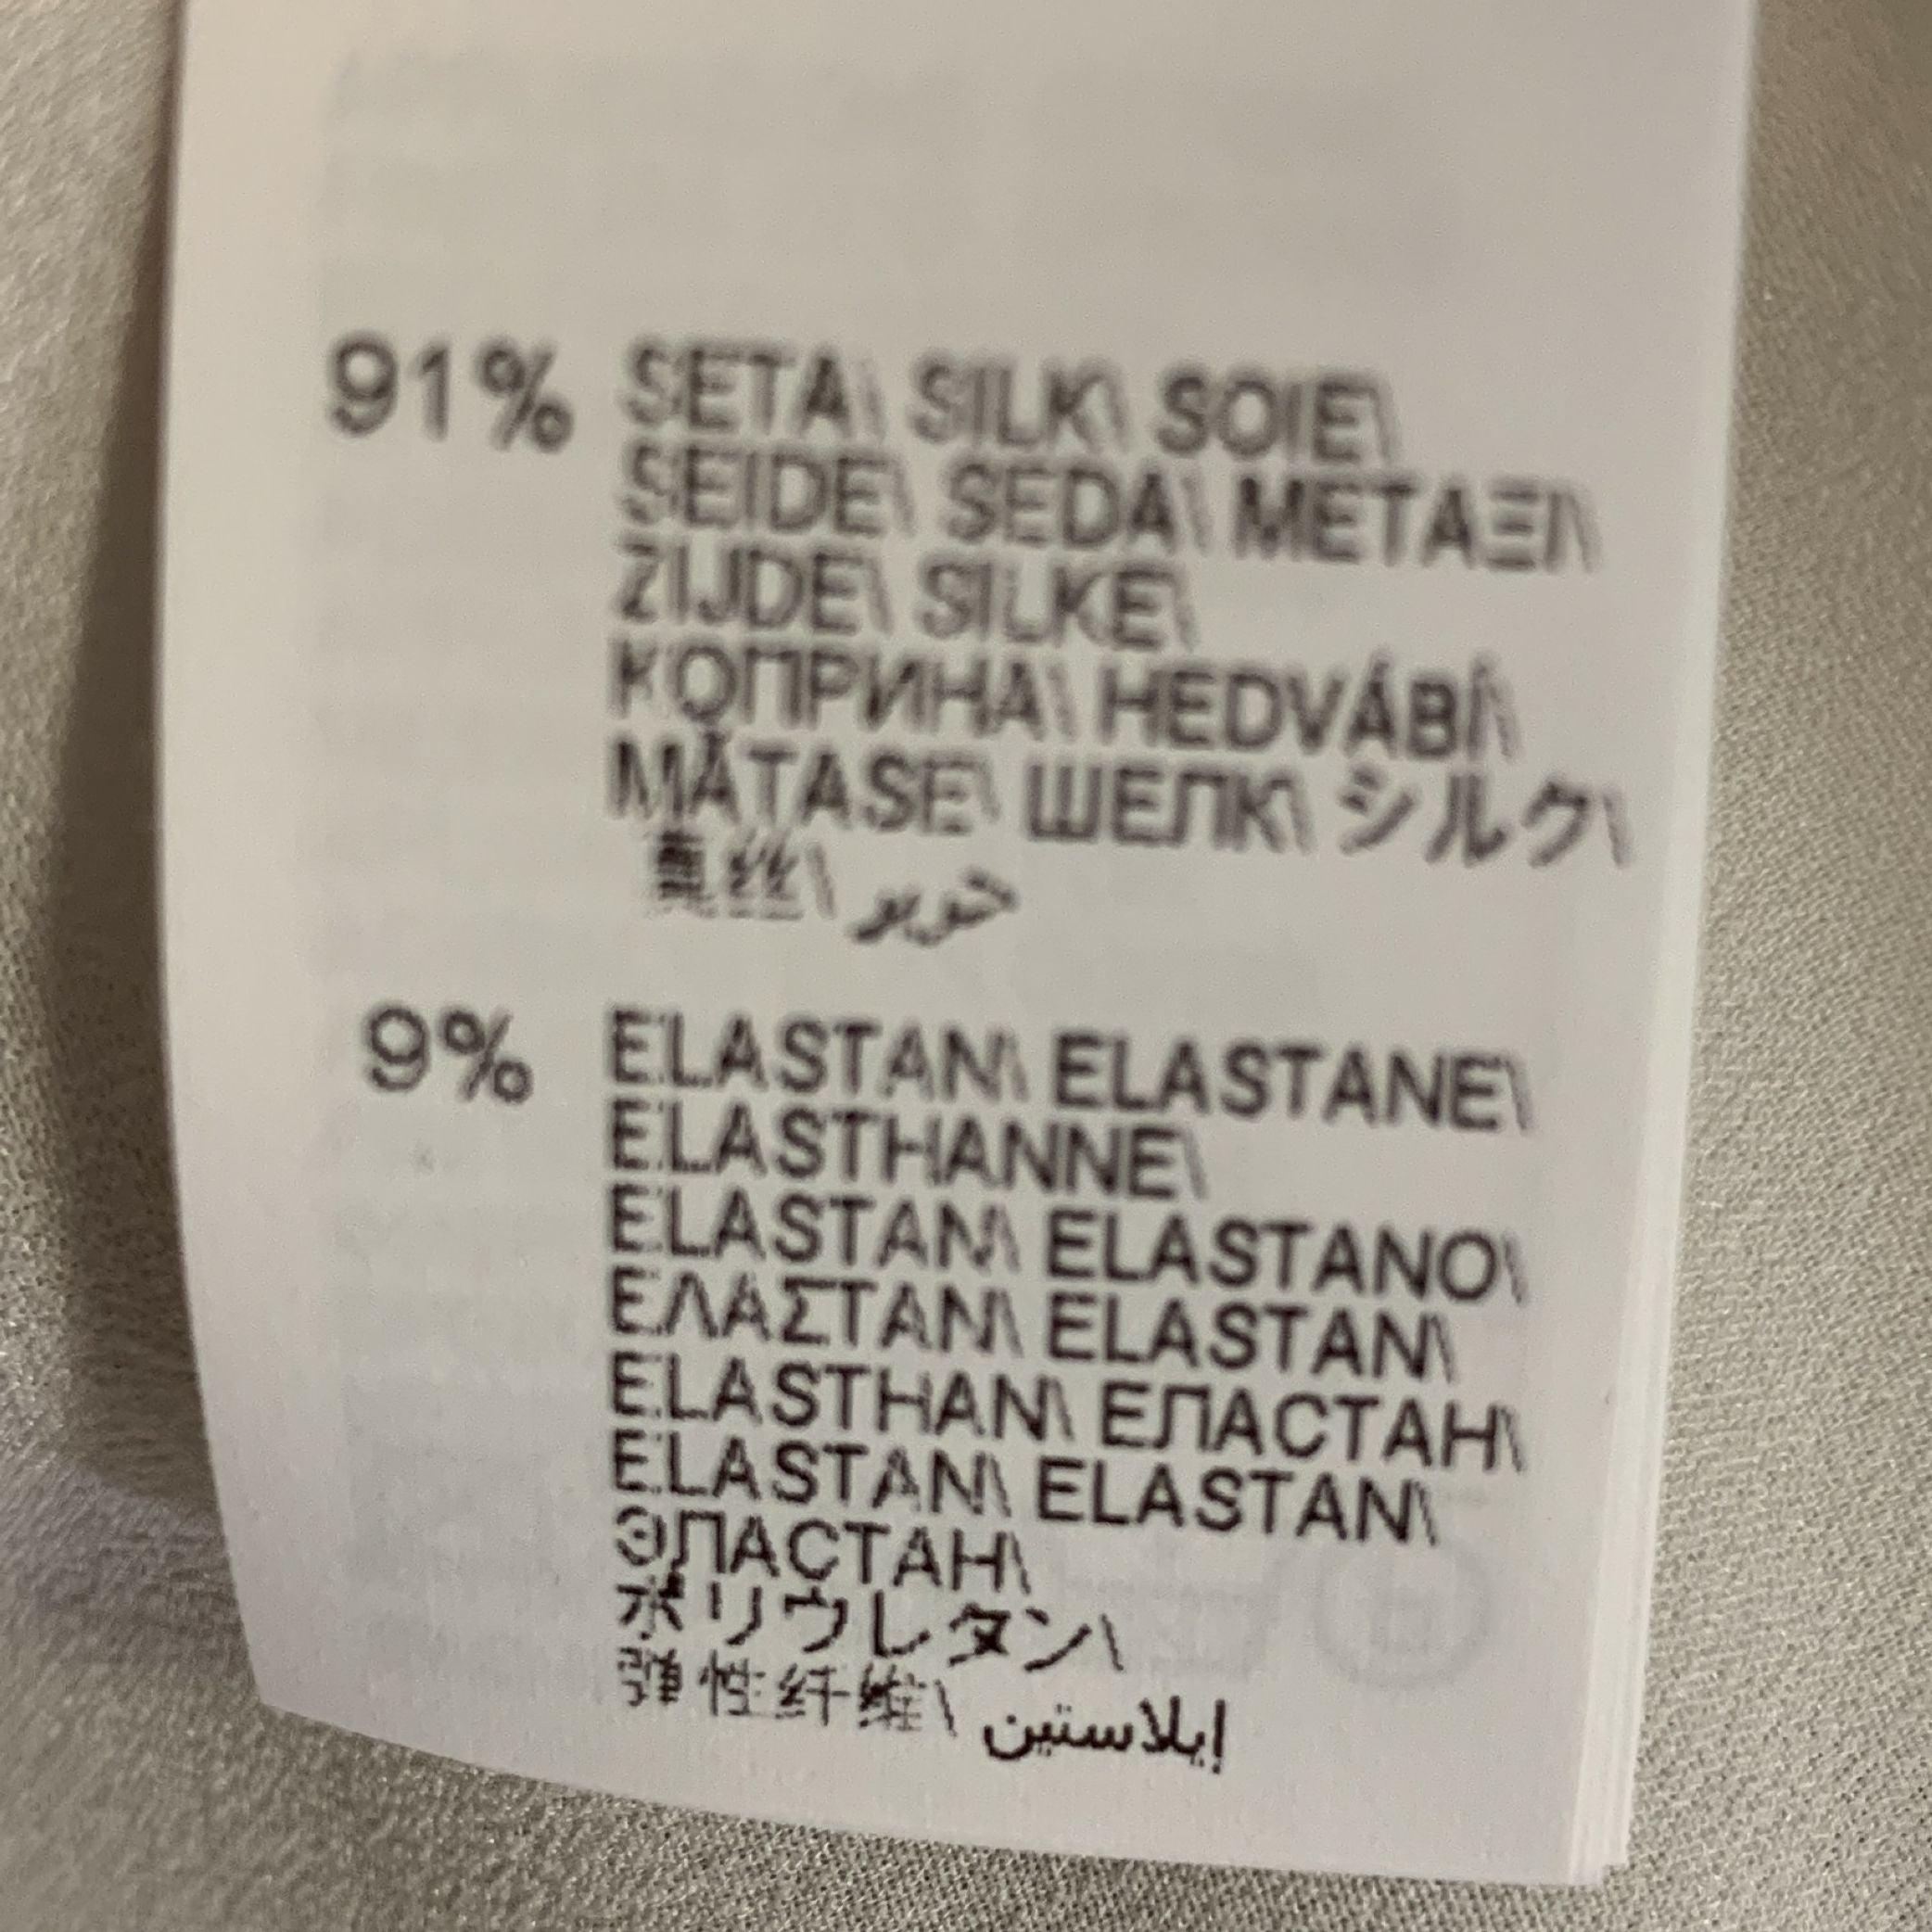 91% SETA\ SILK\ SOIE\
SEIDE\ SEDA\ ΜΕΤΑΞΙ\
ZIJDE\ SILKE\
КОПРИНА\ HEDVÁBÍ\
MĂTASE\ ШЕЛК\ シルク\
真丝\ حرير
9% ELASTAN\ ELASTANE\
ELASTHANNE\
ELASTAN\ ELASTANO\
ΕΛΑΣΤΑΝ\ ELASTAN\
ELASTHAN\ ЕЛАСТАН\
ELASTAN\ ELASTAN\
ЭЛАСТАН\
ポリウレタン\
弹性纤维\ إيلاستين